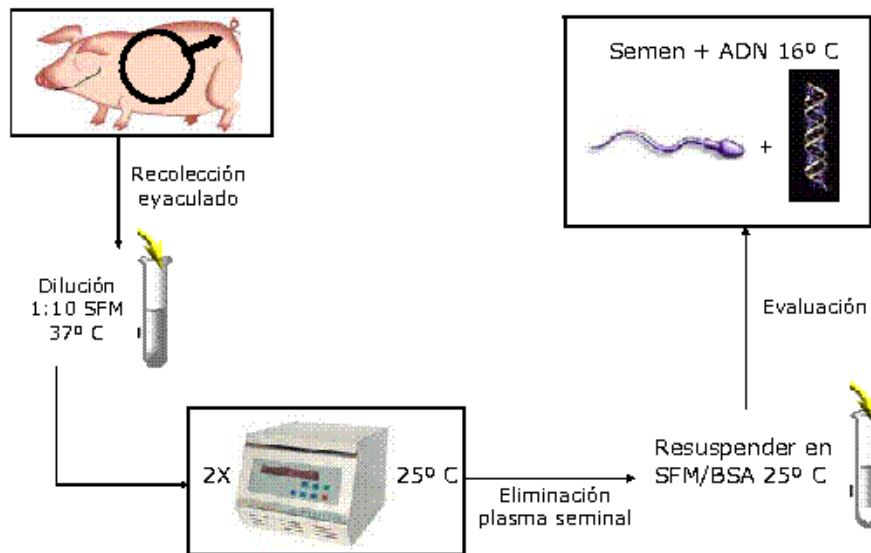 Recolección
eyaculado
Dilución
1:10 SFM
37º C
2X
25º C
Eliminación
plasma seminal
Resuspender en
SFM/BSA 25º C
Evaluación
Semen + ADN 16º C
+